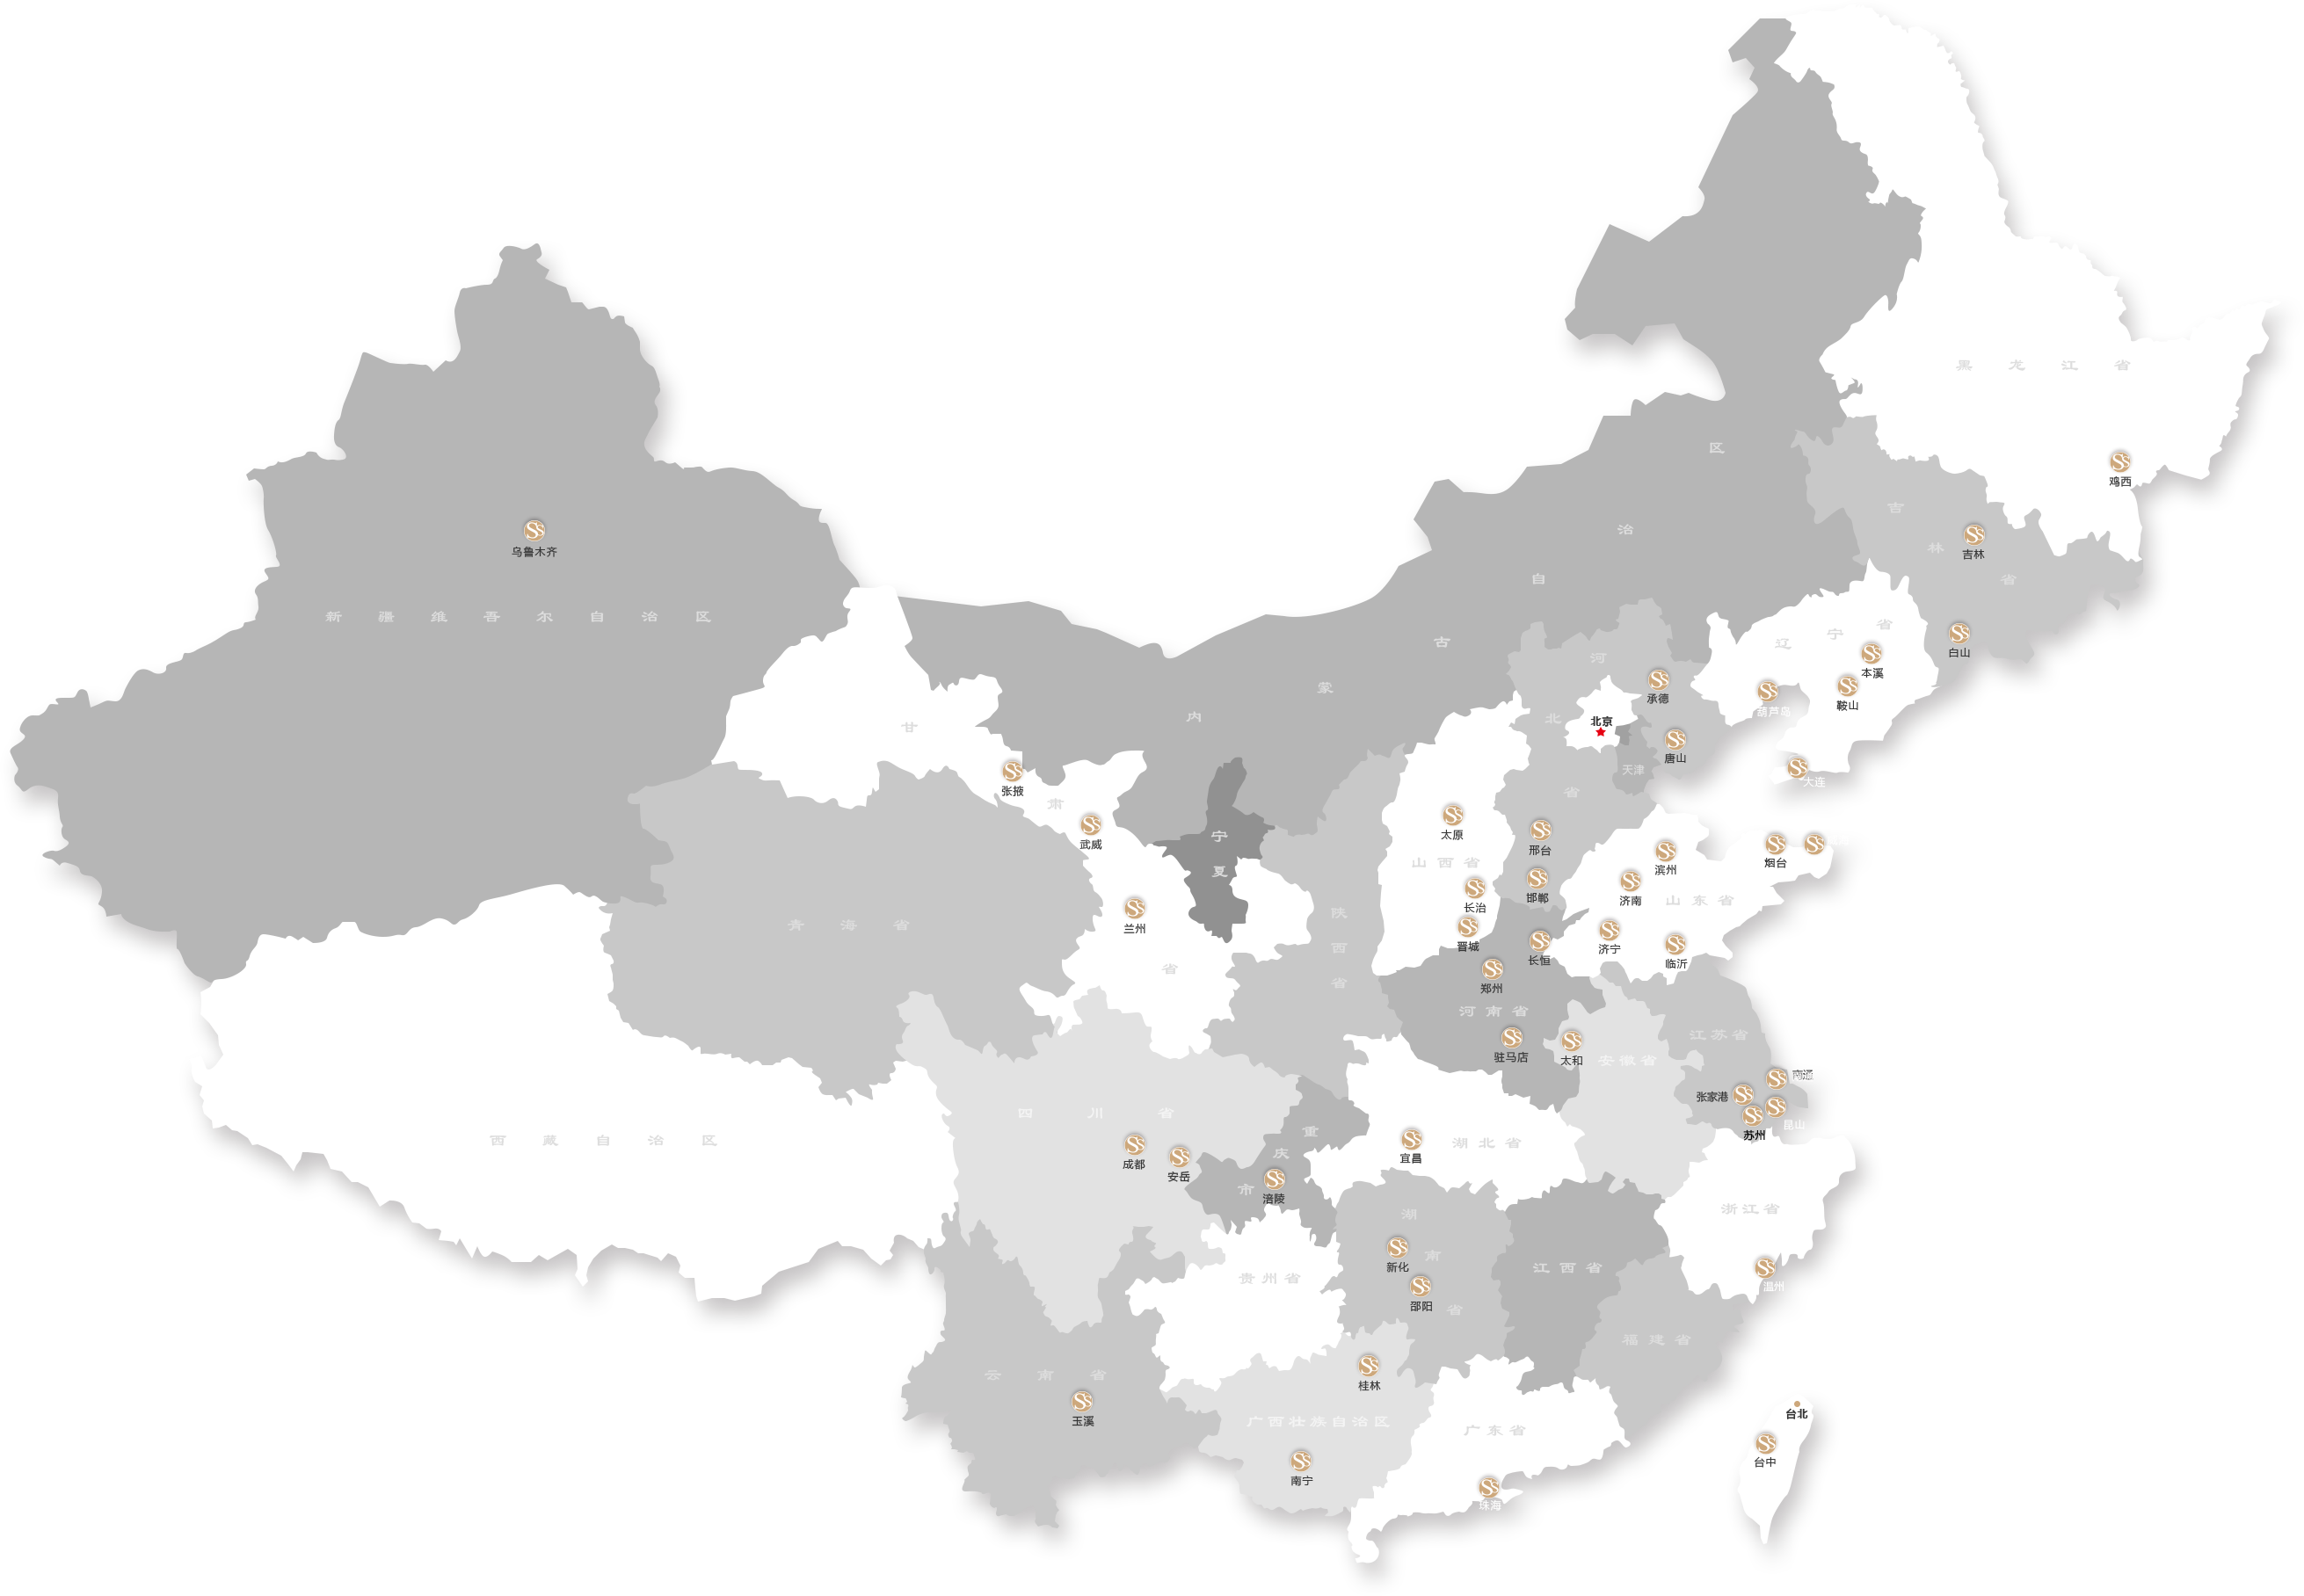 黑龙江省
区
鸡西
吉
治
吉林
林
乌鲁木齐
自
省
新疆维吾尔自治区
省
宁
辽
古
白山
河
本溪
蒙
承德
鞍山
内
北
葫芦岛
北京
甘
唐山
天津
张掖
大连
省
肃
太原
宁
武威
邢台
烟台
山西省
滨州
夏
邯郸
济南
长治
山东省
陕
青海省
兰州
晋城
西
长恒
济宁
临沂
省
省
郑州
河南省
江苏省
驻马店
太和
安徽省
南通
张家港
四川省
昆山
重
苏州
西藏自治区
湖北省
庆
宜昌
成都
安岳
市
涪陵
浙江省
湖
南
新化
江西省
贵州省
温州
邵阳
省
福建省
云南省
桂林
台北
玉溪
广西壮族自治区
广东省
台中
南宁
珠海
SS